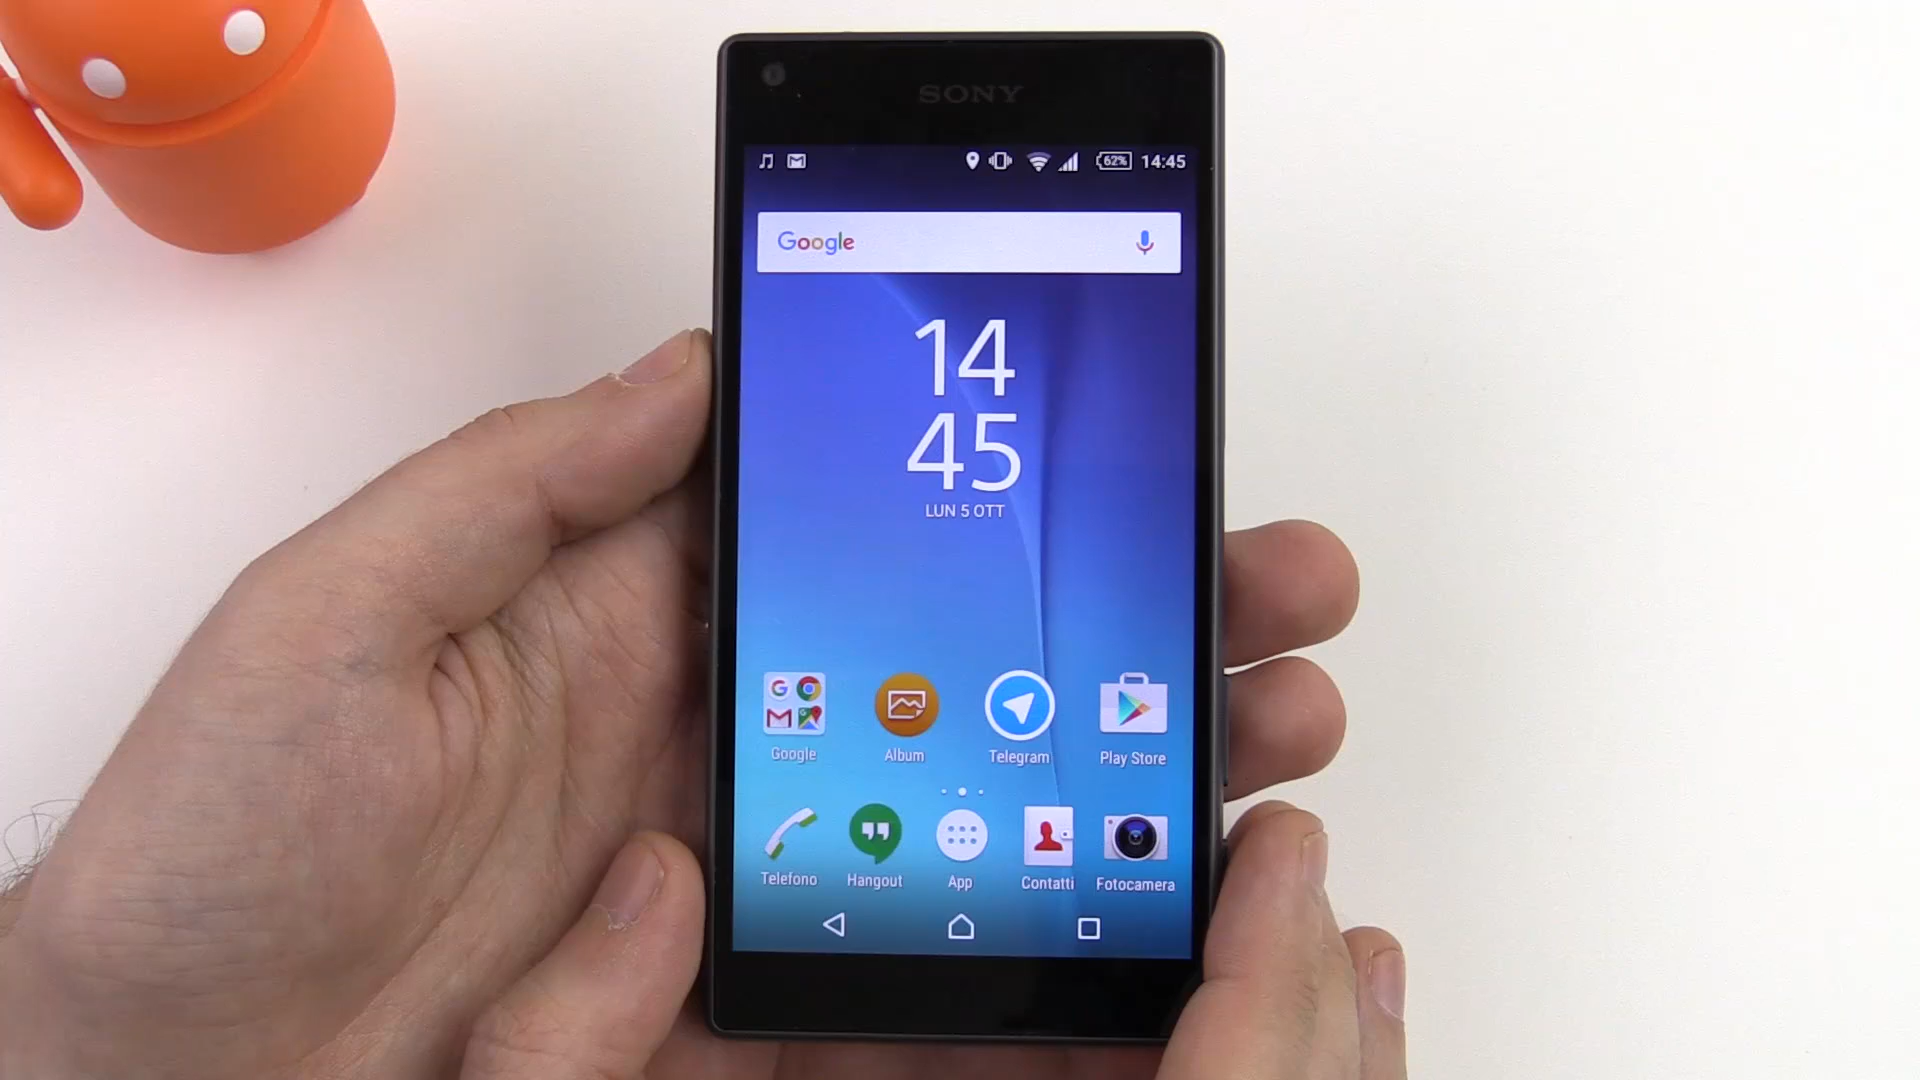 SONY
62% 14:45
Google
14
45
LUN 5 OTT
Google Album Telegram Play Store
Telefono Hangout App Contatti Fotocamera